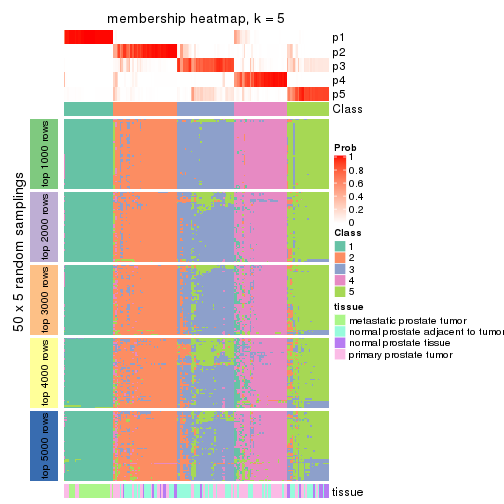 membership heatmap, k = 5
p1
p2
p3
p4
p5
Class
50 x 5 random samplings
top 1000 rows
top 2000 rows
top 3000 rows
top 4000 rows
top 5000 rows
Prob
1
0.8
0.6
0.4
0.2
0
Class
1
2
3
4
5
tissue
metastatic prostate tumor
normal prostate adjacent to tumor
normal prostate tissue
primary prostate tumor
tissue